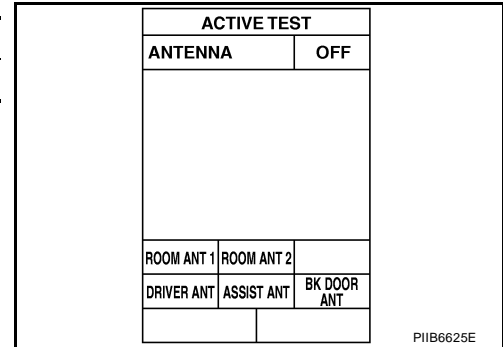 ACTIVE TEST
ANTENNA OFF
ROOM ANT 1 ROOM ANT 2
DRIVER ANT ASSIST ANT BK DOOR
ANT
PIIB6625E